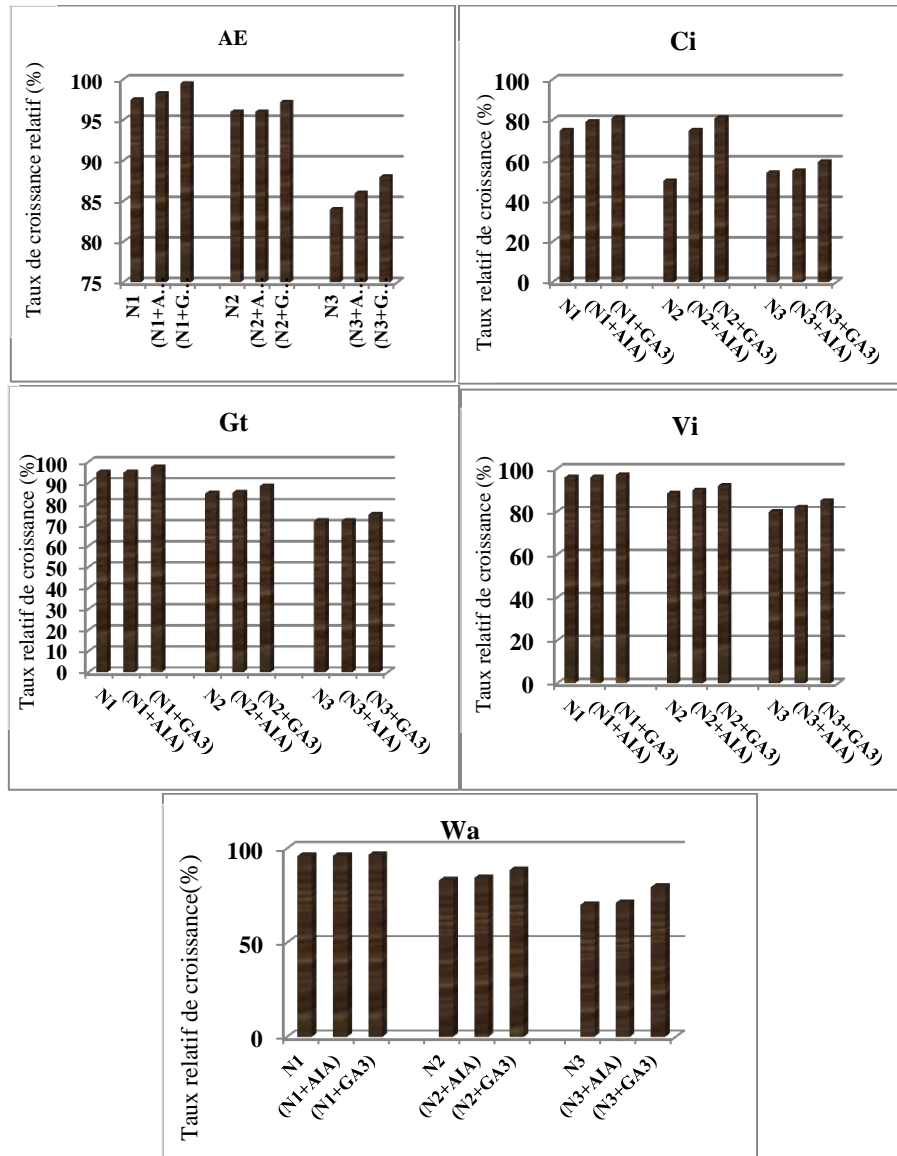 AE
Taux de croissance relatif (%)
100
95
90
85
80
75
N1
(N1+A…
(N1+G…
N2
(N2+A…
(N2+G…
N3
(N3+A…
(N3+G…
Ci
Taux relatif de croissance (%)
100
80
60
40
20
0
N1
(N1+AIA)
(N1+GA3)
N2
(N2+AIA)
(N2+GA3)
N3
(N3+AIA)
(N3+GA3)
Gt
Taux relatif de croissance (%)
100
90
80
70
60
50
40
30
20
10
0
N1
(N1+AIA)
(N1+GA3)
N2
(N2+AIA)
(N2+GA3)
N3
(N3+AIA)
(N3+GA3)
Vi
Taux relatif de croissance (%)
100
80
60
40
20
0
N1
(N1+AIA)
(N1+GA3)
N2
(N2+AIA)
(N2+GA3)
N3
(N3+AIA)
(N3+GA3)
Wa
Taux relatif de croissance(%)
100
50
0
N1
(N1+AIA)
(N1+GA3)
N2
(N2+AIA)
(N2+GA3)
N3
(N3+AIA)
(N3+GA3)